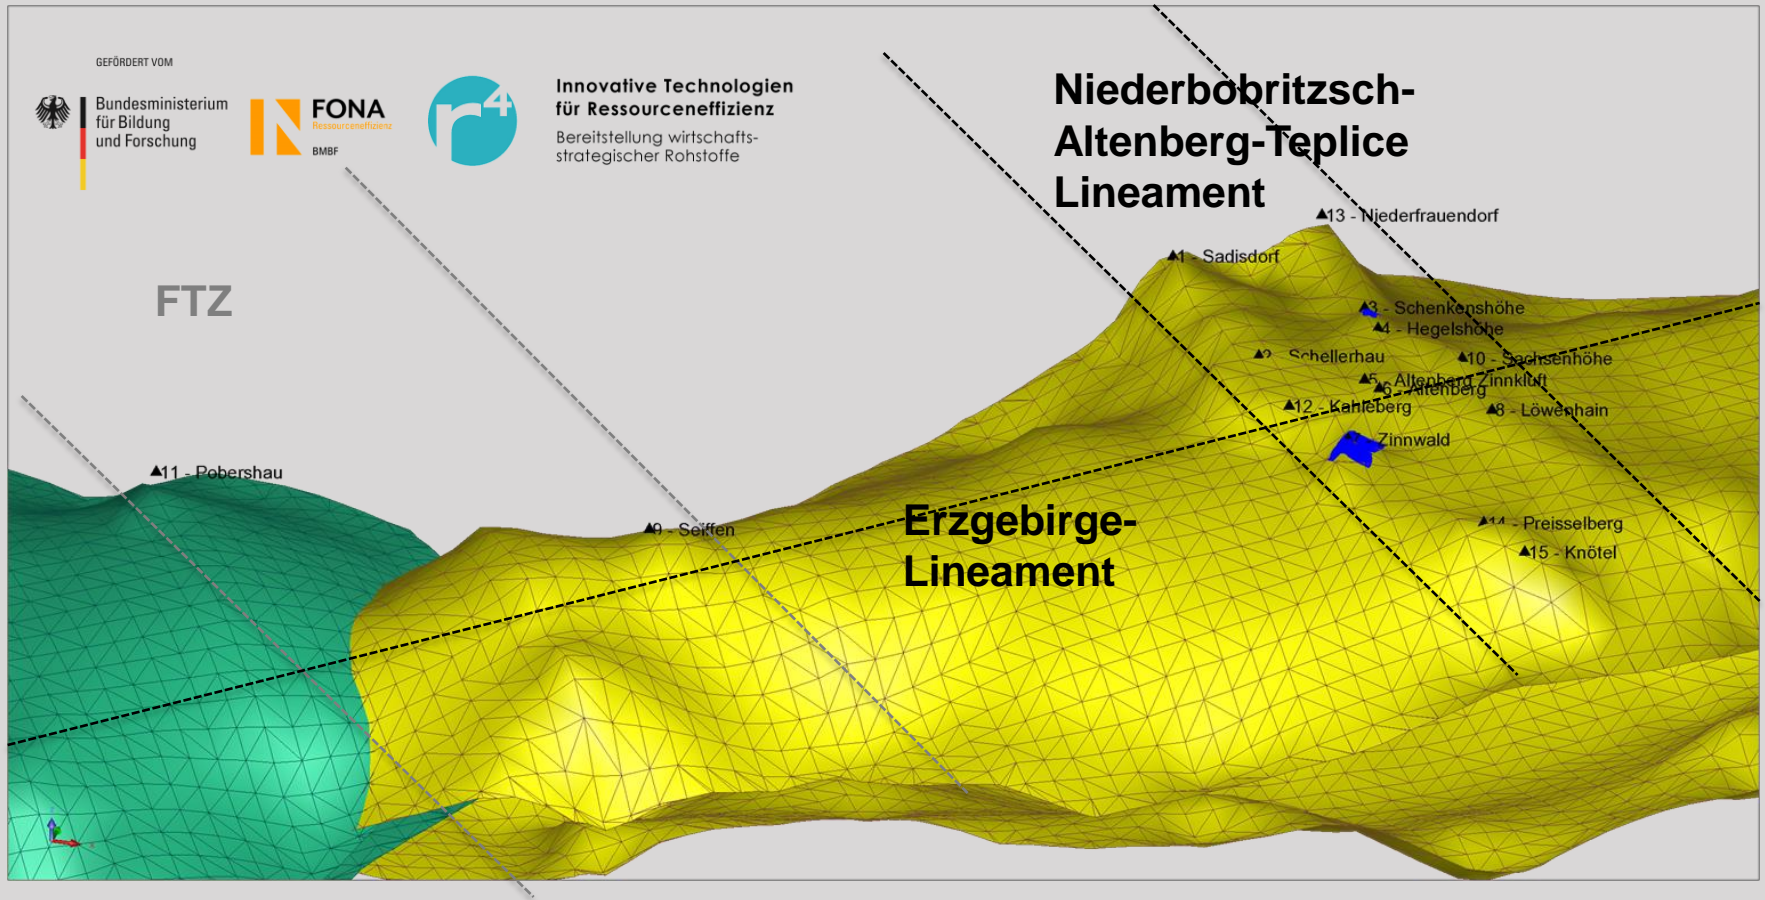 GEFÖRDERT VOM
Bundesministerium
für Bildung
und Forschung
FONA
Ressourceneffizienz
BMBF
r4
Innovative Technologien
für Ressourceneffizienz
Bereitstellung wirtschafts-
strategischer Rohstoffe
Niederbobritzsch-
Altenberg-Teplice
Lineament
13 - Niederfrauendorf
1 - Sadisdorf
FTZ
3 - Schenkenshöhe
4 - Hegelshöhe
2 - Schellerhau
10 - Sachsenhöhe
5 - Altenberg Zinnkluft
6 - Altenberg
12 - Kahleberg
8 - Löwenhain
Zinnwald
11 - Pobershau
9 - Seiffen
Erzgebirge-
Lineament
14 - Preisselberg
15 - Knötel